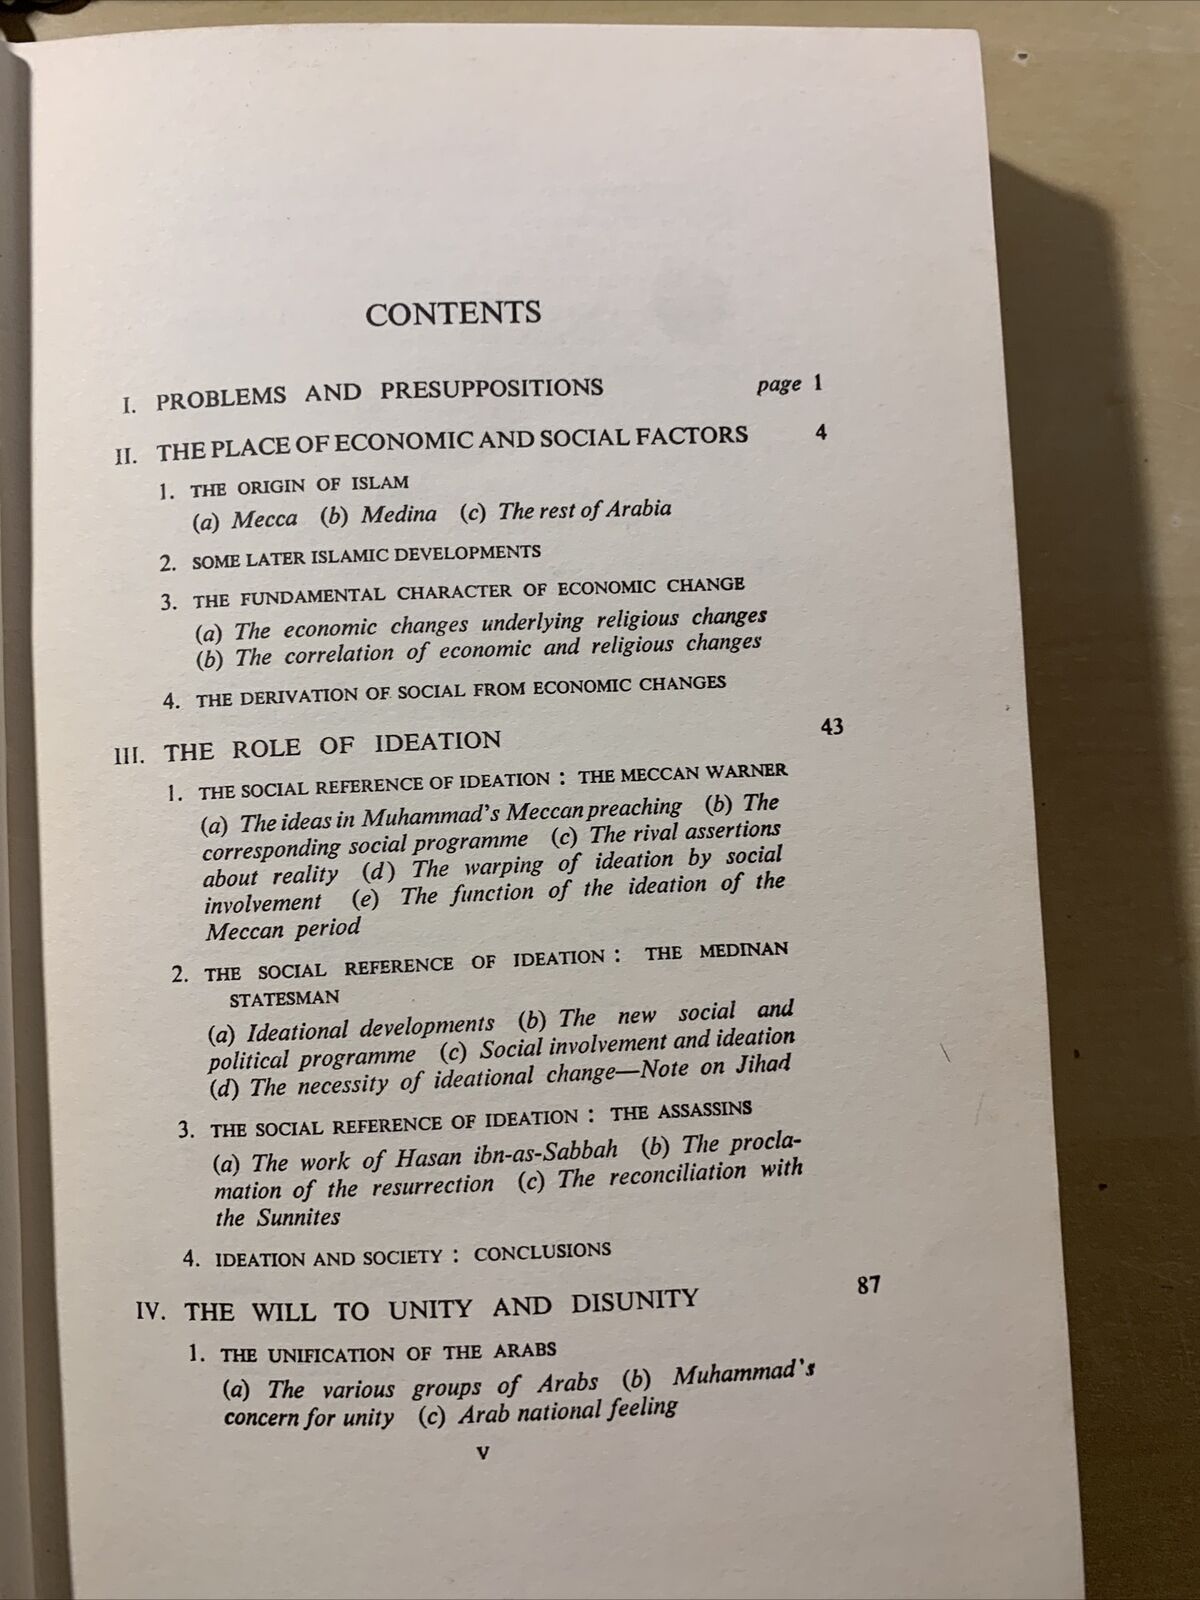 CONTENTS
I. PROBLEMS AND PRESUPPOSITIONS page 1
II. THE PLACE OF ECONOMIC AND SOCIAL FACTORS 4
1. THE ORIGIN OF ISLAM
(a) Mecca (b) Medina (c) The rest of Arabia
2. SOME LATER ISLAMIC DEVELOPMENTS
3. THE FUNDAMENTAL CHARACTER OF ECONOMIC CHANGE
(a) The economic changes underlying religious changes
(b) The correlation of economic and religious changes
4. THE DERIVATION OF SOCIAL FROM ECONOMIC CHANGES
III. THE ROLE OF IDEATION 43
1. THE SOCIAL REFERENCE OF IDEATION : THE MECCAN WARNER
(a) The ideas in Muhammad's Meccan preaching (b) The
corresponding social programme (c) The rival assertions
about reality (d) The warping of ideation by social
involvement (e) The function of the ideation of the
Meccan period
2. THE SOCIAL REFERENCE OF IDEATION : THE MEDINAN
STATESMAN
(a) Ideational developments (b) The new social and
political programme (c) Social involvement and ideation
(d) The necessity of ideational change—Note on Jihad
3. THE SOCIAL REFERENCE OF IDEATION : THE ASSASSINS
(a) The work of Hasan ibn-as-Sabbah (b) The procla-
mation of the resurrection (c) The reconciliation with
the Sunnites
4. IDEATION AND SOCIETY : CONCLUSIONS
IV. THE WILL TO UNITY AND DISUNITY 87
1. THE UNIFICATION OF THE ARABS
(a) The various groups of Arabs (b) Muhammad's
concern for unity (c) Arab national feeling
v